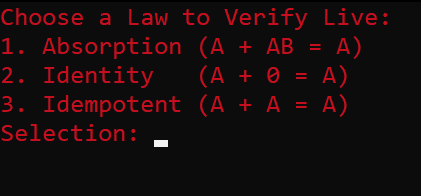 Choose a Law to Verify Live:
1. Absorption (A + AB = A)
2. Identity   (A + 0 = A)
3. Idempotent (A + A = A)
Selection: